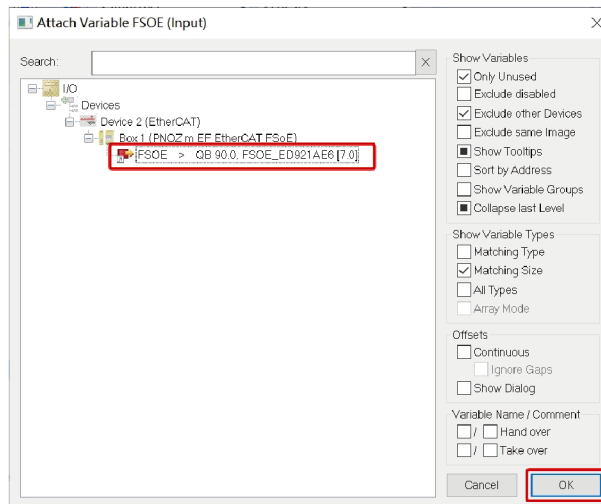 Attach Variable FSOE (Input)
Search:
I/O
Devices
Device 2 (EtherCAT)
Box 1 (PNOZ m EF EtherCAT FSoE)
FSOE > QB 90.0, FSOE_ED921AE6 [7.0]
Show Variables
Only Unused
Exclude disabled
Exclude other Devices
Exclude same Image
Show Tooltips
Sort by Address
Show Variable Groups
Collapse last Level
Show Variable Types
Matching Type
Matching Size
All Types
Array Mode
Offsets
Continuous
Ignore Gaps
Show Dialog
Variable Name / Comment
/ Hand over
/ Take over
Cancel OK